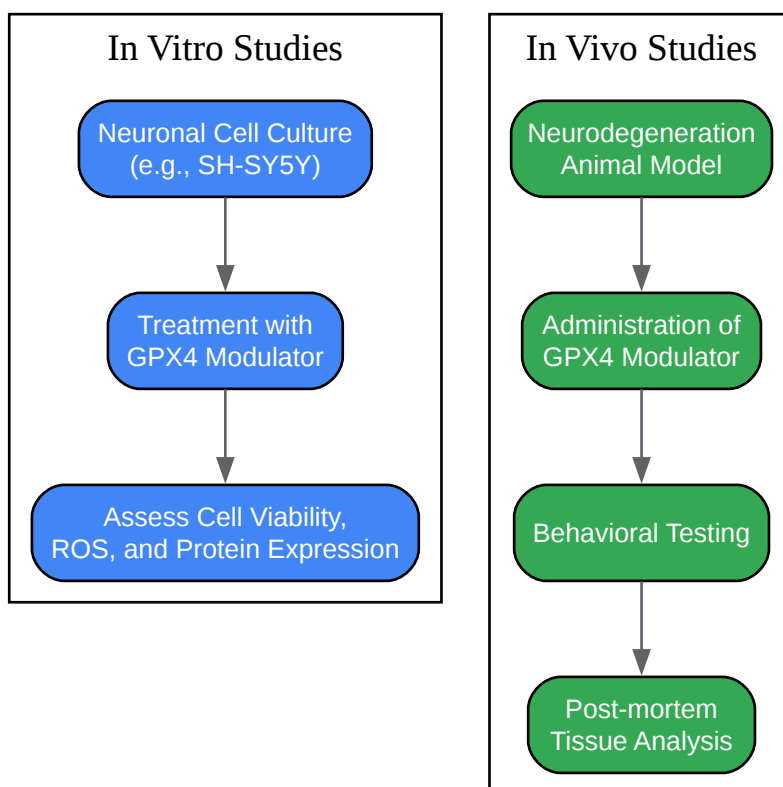 In Vitro Studies
Neuronal Cell Culture
(e.g., SH-SY5Y)
Treatment with
GPX4 Modulator
Assess Cell Viability,
ROS, and Protein Expression
In Vivo Studies
Neurodegeneration
Animal Model
Administration of
GPX4 Modulator
Behavioral Testing
Post-mortem
Tissue Analysis